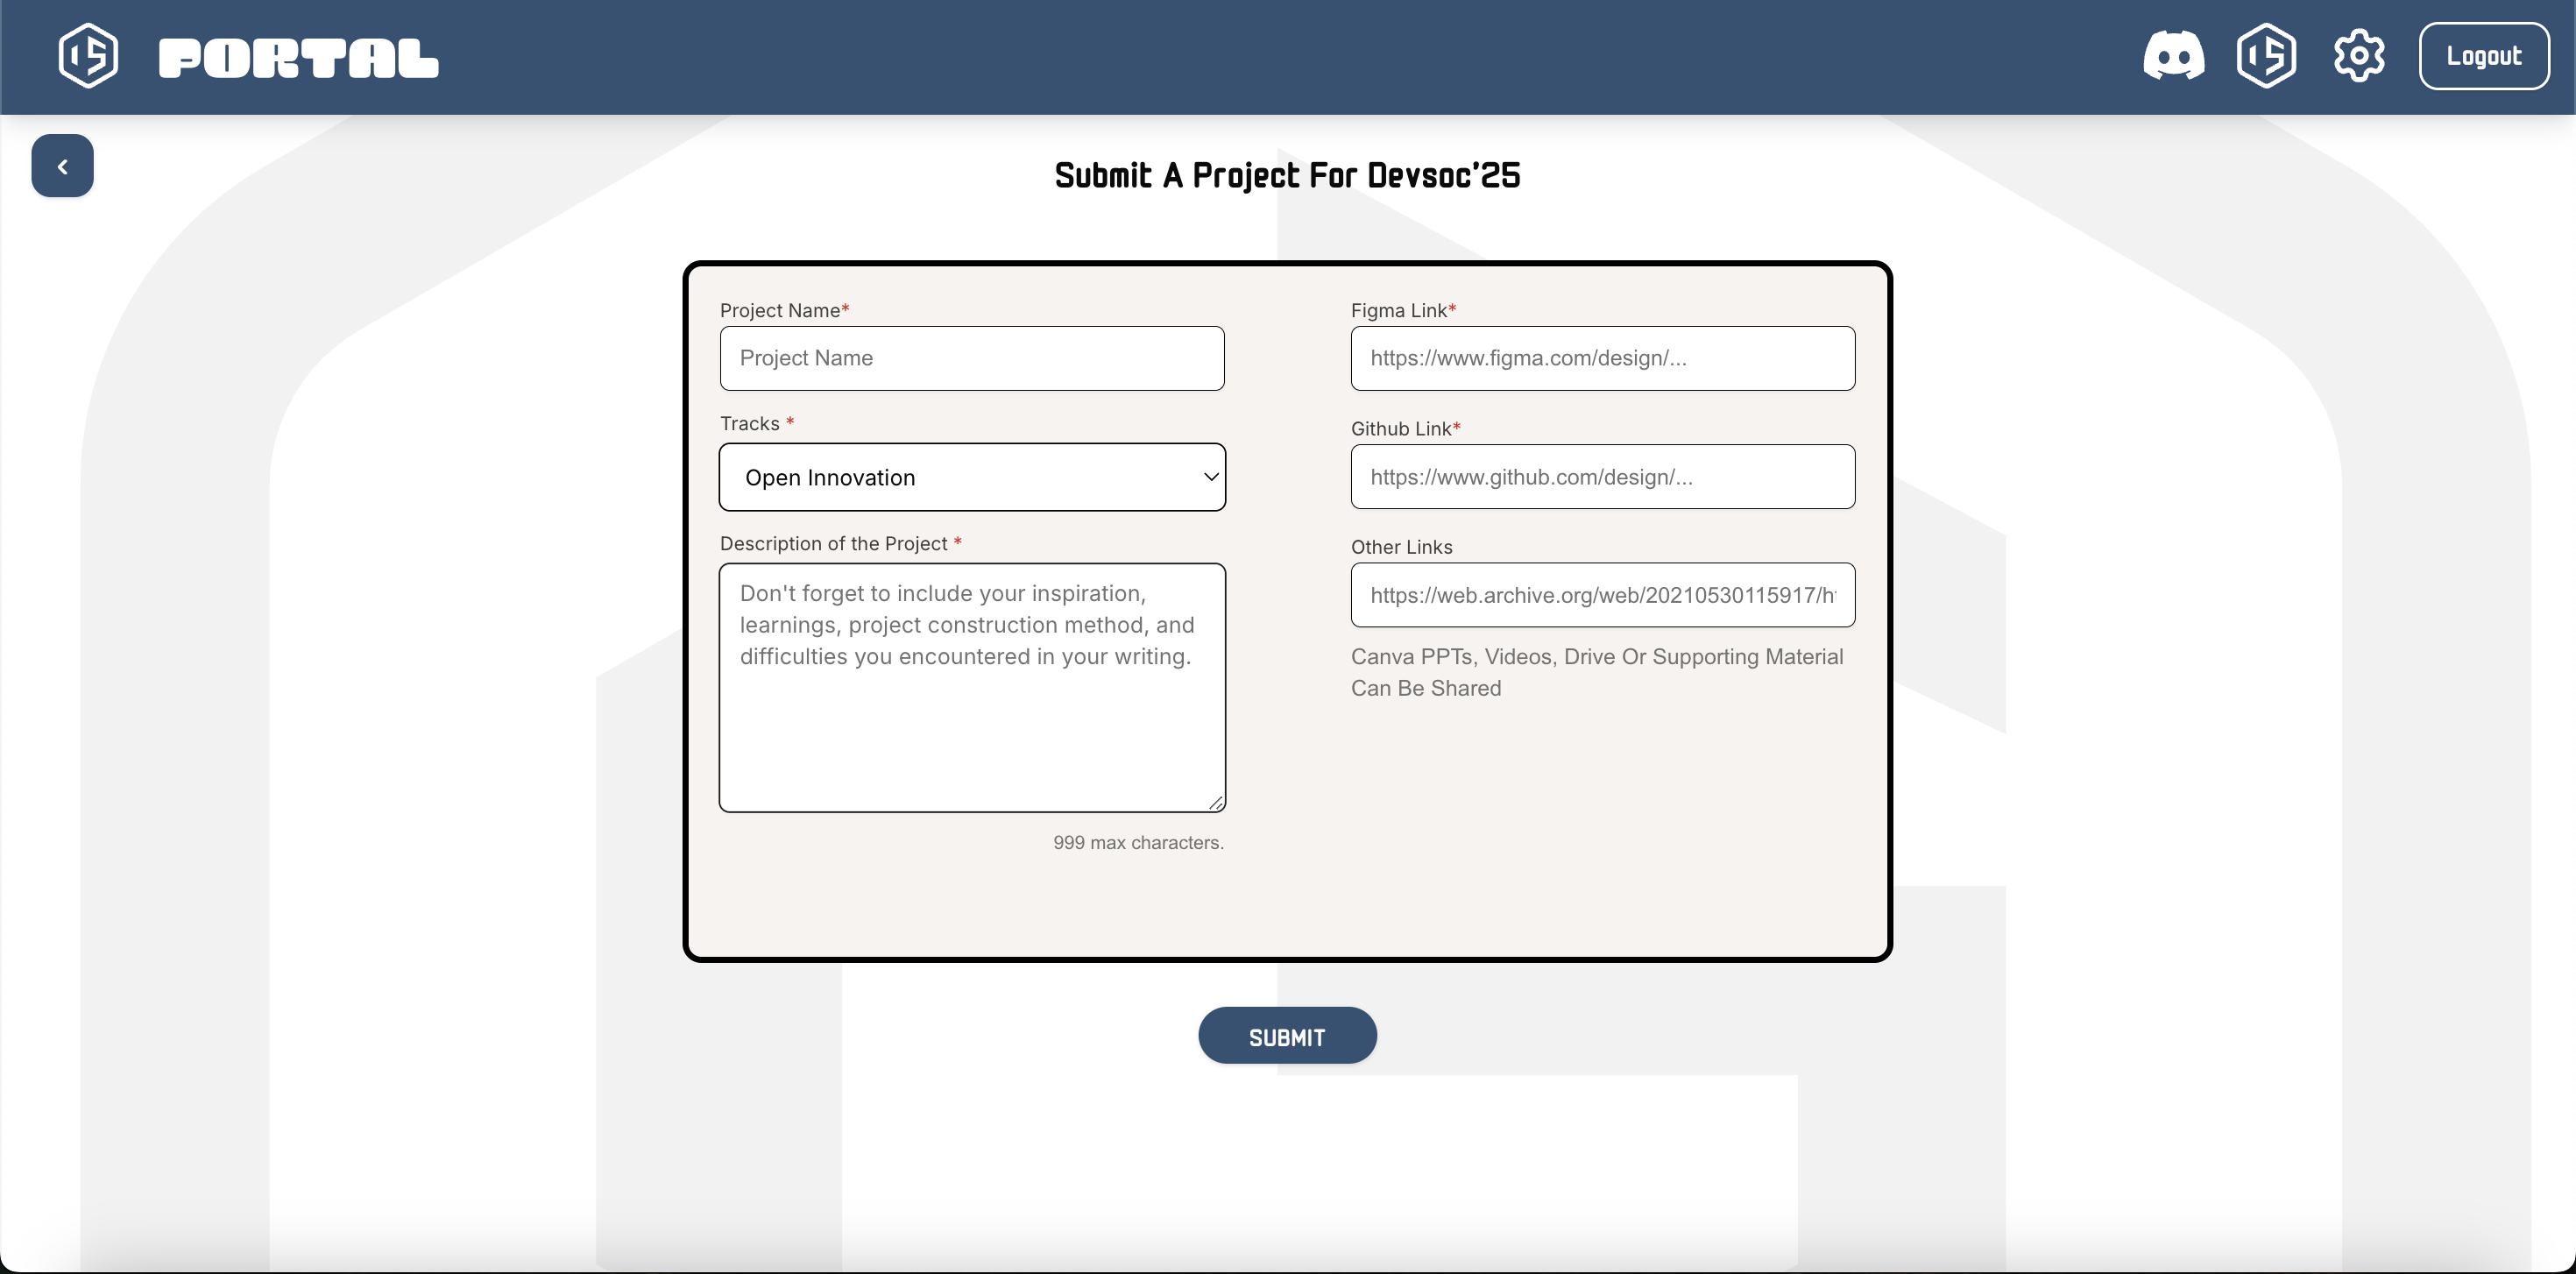 PORTAL
Logout
Submit A Project For Devsoc'25
Project Name*
Project Name
Tracks *
Open Innovation
Description of the Project *
Don't forget to include your inspiration,
learnings, project construction method, and
difficulties you encountered in your writing.
999 max characters.
Figma Link*
https://www.figma.com/design/...
Github Link*
https://www.github.com/design/...
Other Links
https://web.archive.org/web/20210530115917/h
Canva PPTs, Videos, Drive Or Supporting Material
Can Be Shared
SUBMIT